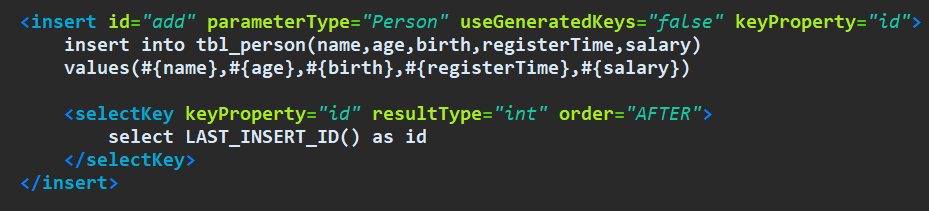 <insert id="add" parameterType="Person" useGeneratedKeys="false" keyProperty="id">
insert into tbl_person(name,age,birth,registerTime,salary)
values(#{name},#{age},#{birth},#{registerTime},#{salary})
<selectKey keyProperty="id" resultType="int" order="AFTER">
select LAST_INSERT_ID() as id
</selectKey>
</insert>